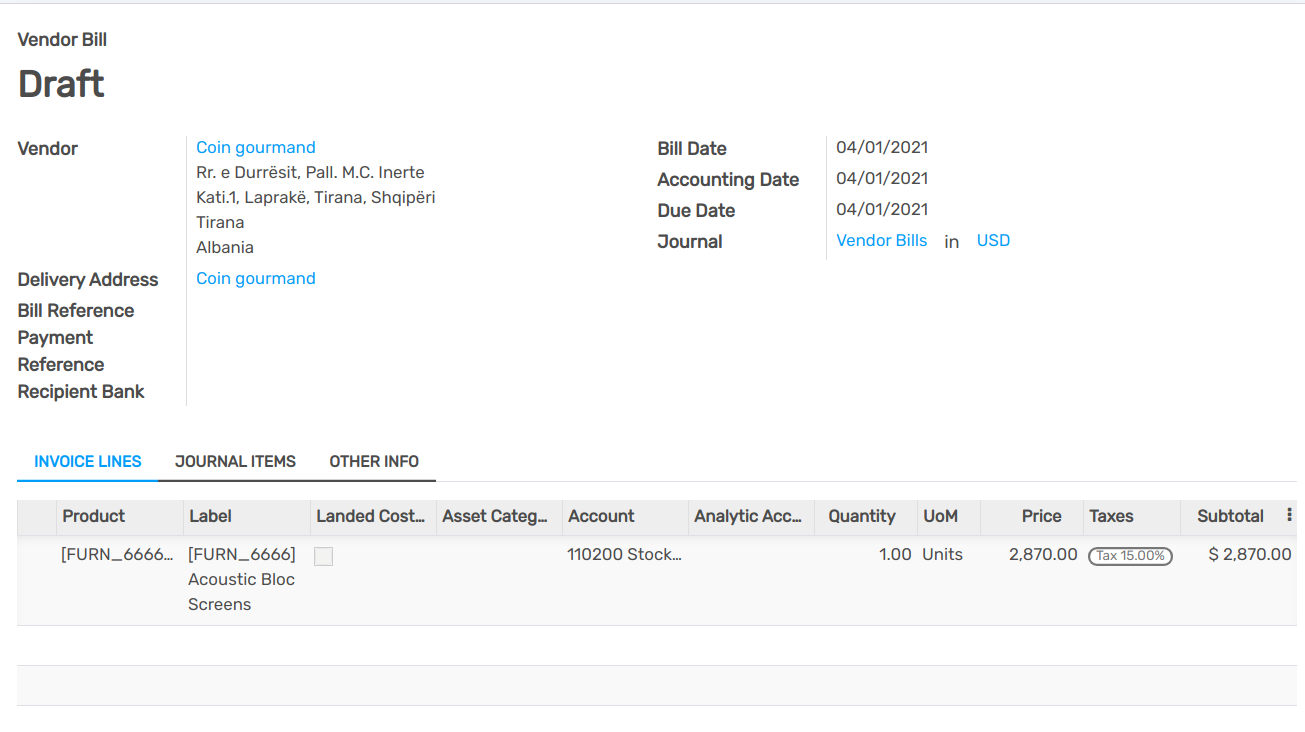 Vendor Bill
Draft
Vendor
Coin gourmand
Rr. e Durrësit, Pall. M.C. Inerte
Kati.1, Laprakë, Tirana, Shqipëri
Tirana
Albania
Delivery Address
Coin gourmand
Bill Reference
Payment
Reference
Recipient Bank
Bill Date 04/01/2021
Accounting Date 04/01/2021
Due Date 04/01/2021
Journal Vendor Bills in USD
INVOICE LINES JOURNAL ITEMS OTHER INFO
Product Label Landed Cost... Asset Categ... Account Analytic Acc... Quantity UoM Price Taxes Subtotal
[FURN_6666... [FURN_6666] 110200 Stock... 1.00 Units 2,870.00 Tax 15.00% $ 2,870.00
Acoustic Bloc
Screens